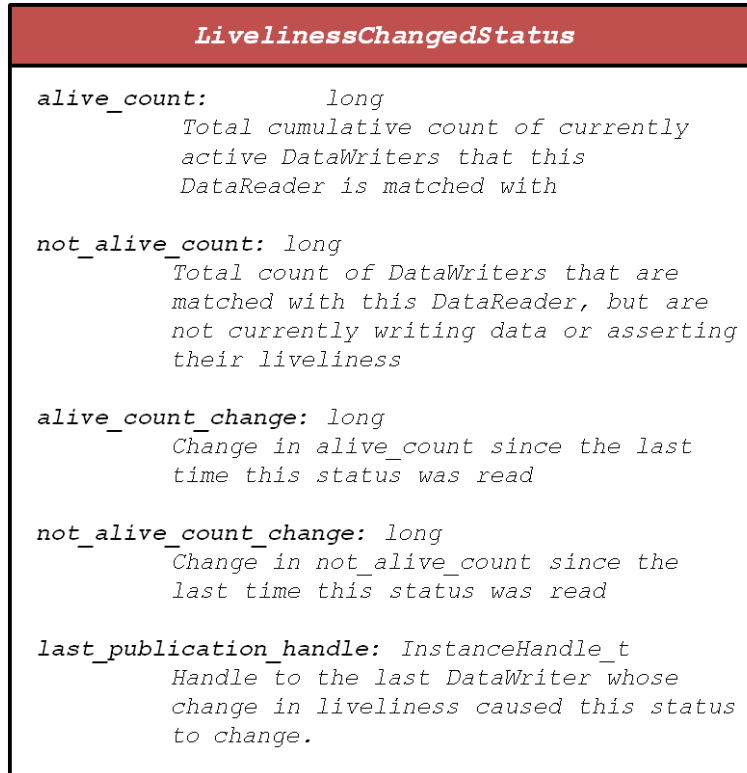 LivelinessChangedStatus
alive_count: long
Total cumulative count of currently
active DataWriters that this
DataReader is matched with
not_alive_count: long
Total count of DataWriters that are
matched with this DataReader, but are
not currently writing data or asserting
their liveliness
alive_count_change: long
Change in alive_count since the last
time this status was read
not_alive_count_change: long
Change in not_alive_count since the
last time this status was read
last_publication_handle: InstanceHandle_t
Handle to the last DataWriter whose
change in liveliness caused this status
to change.